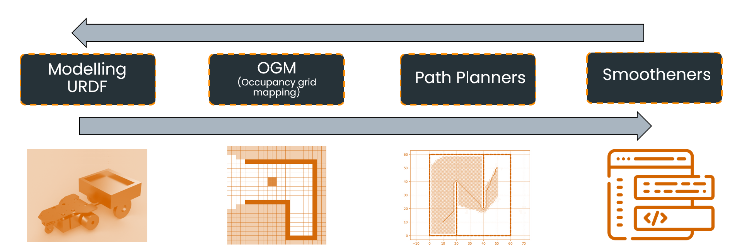 Modelling
URDF
OGM
(Occupancy grid
mapping)
Path Planners
Smootheners